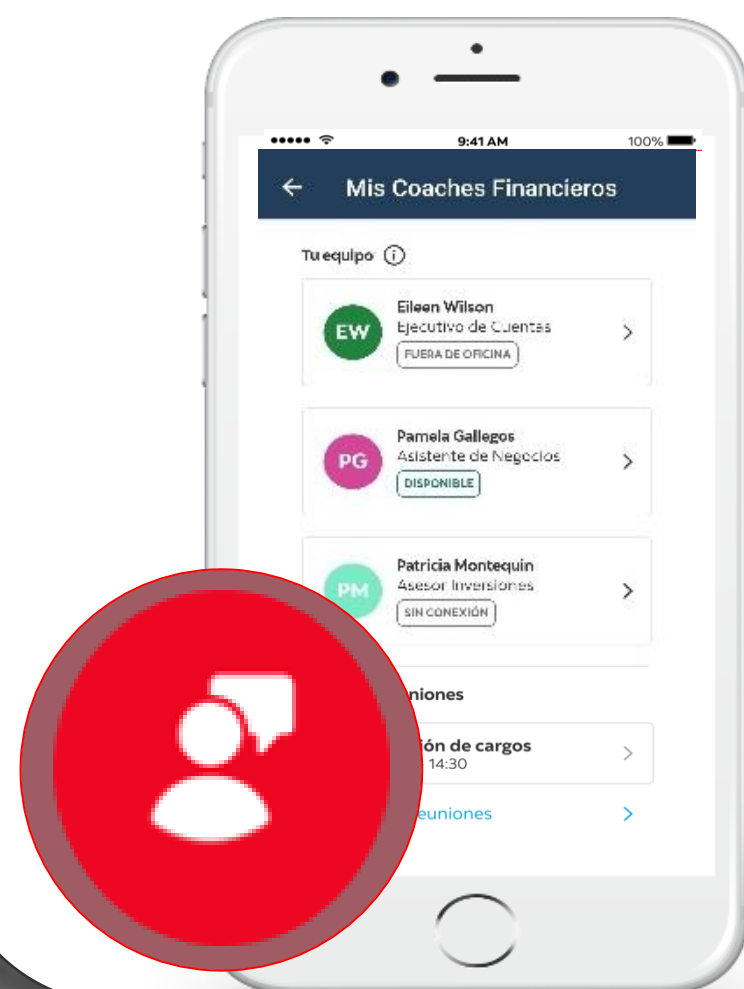 9:41 AM 100%
Mis Coaches Financieros
Tu equipo
EW
Eileen Wilson
Ejecutivo de Cuentas
FUERA DE OFICINA
PG
Pamela Gallegos
Asistente de Negocios
DISPONIBLE
PM
Patricia Montequin
Asesor Inversiones
SIN CONEXIÓN
niones
ión de cargos
14:30
euniones